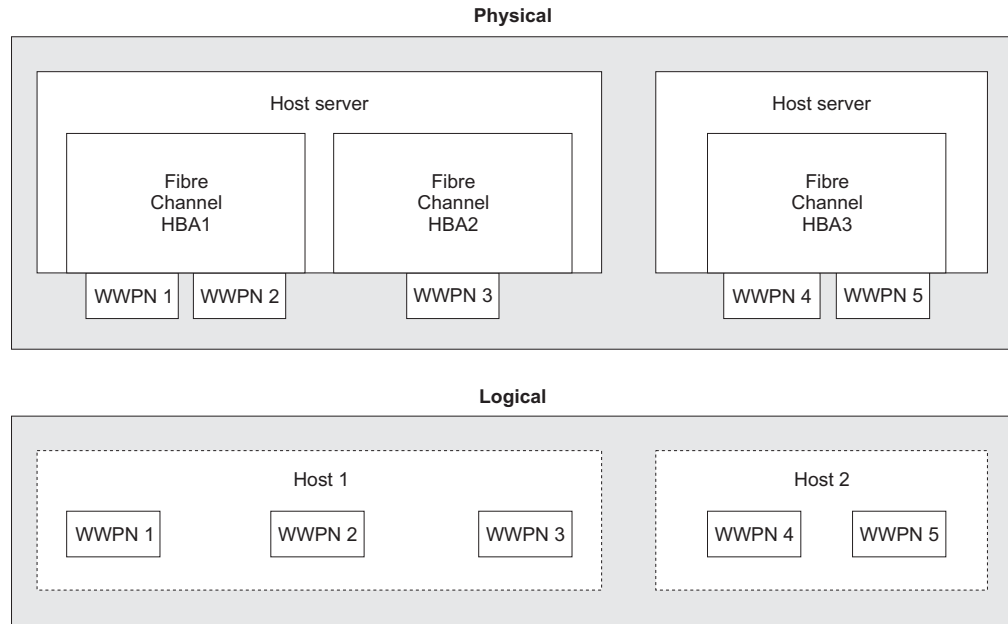 Physical
Host server
Host server
Fibre
Channel
HBA1
Fibre
Channel
HBA2
Fibre
Channel
HBA3
WWPN 1
WWPN 2
WWPN 3
WWPN 4
WWPN 5
Logical
Host 1
Host 2
WWPN 1
WWPN 2
WWPN 3
WWPN 4
WWPN 5